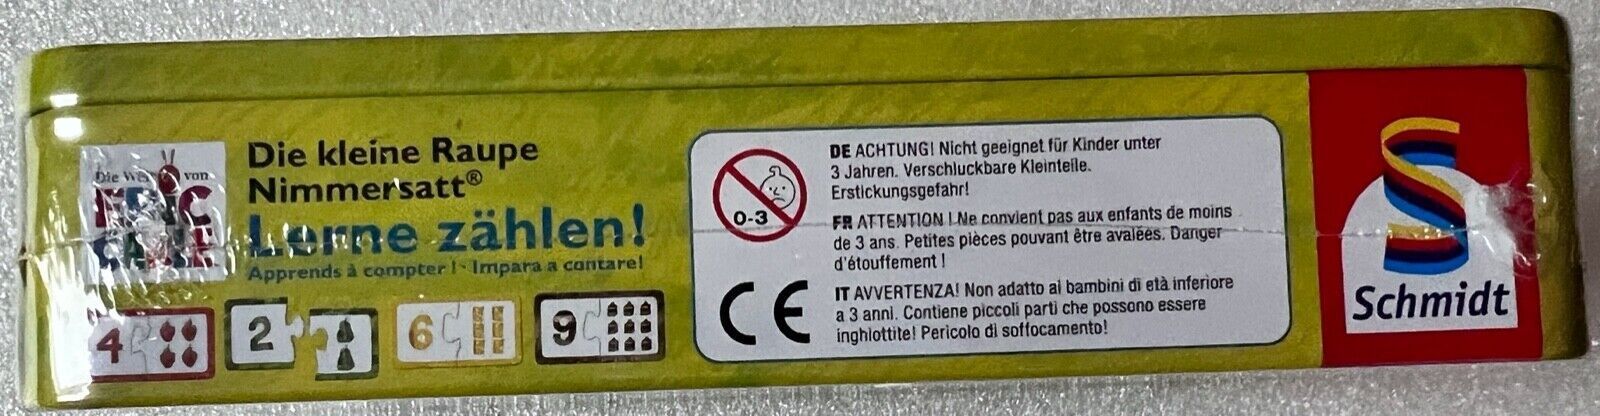 Die Welt von
ERIC
CARLE
Die kleine Raupe
Nimmersatt®
Lerne zählen!
Apprends à compter! · Impara a contare!
4
2
6
9
0-3
CE
DE ACHTUNG! Nicht geeignet für Kinder unter
3 Jahren. Verschluckbare Kleinteile.
Erstickungsgefahr!
FR ATTENTION ! Ne convient pas aux enfants de moins
de 3 ans. Petites pièces pouvant être avalées. Danger
d'étouffement !
IT AVVERTENZA! Non adatto ai bambini di età inferiore
a 3 anni. Contiene piccoli parti che possono essere
inghiottite! Pericolo di soffocamento!
S
Schmidt